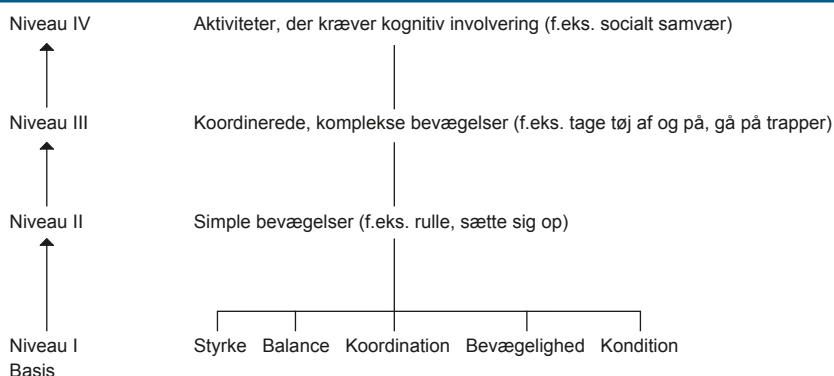 Niveau IV Aktiviteter, der kræver kognitiv involvering (f.eks. socialt samvær)
Niveau III Koordinerede, komplekse bevægelser (f.eks. tage tøj af og på, gå på trapper)
Niveau II Simple bevægelser (f.eks. rulle, sætte sig op)
Niveau I Styrke Balance Koordination Bevægelighed Kondition
Basis